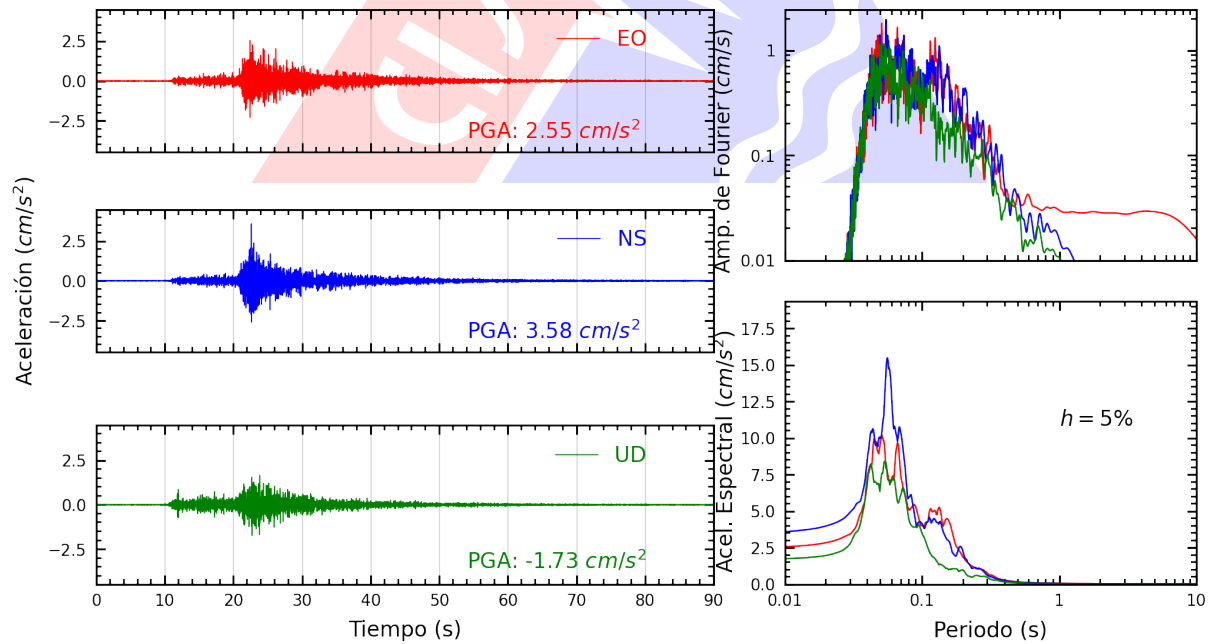 Aceleración (cm/s²)
2.5
0.0
−2.5
EO
PGA: 2.55 cm/s²
2.5
0.0
−2.5
NS
PGA: 3.58 cm/s²
2.5
0.0
−2.5
UD
PGA: -1.73 cm/s²
0 10 20 30 40 50 60 70 80 90
Tiempo (s)
Amp. de Fourier (cm/s)
1
0.1
0.01
Acel. Espectral (cm/s²)
17.5
15.0
12.5
10.0
7.5
5.0
2.5
0.0
h = 5%
0.01 0.1 1 10
Periodo (s)